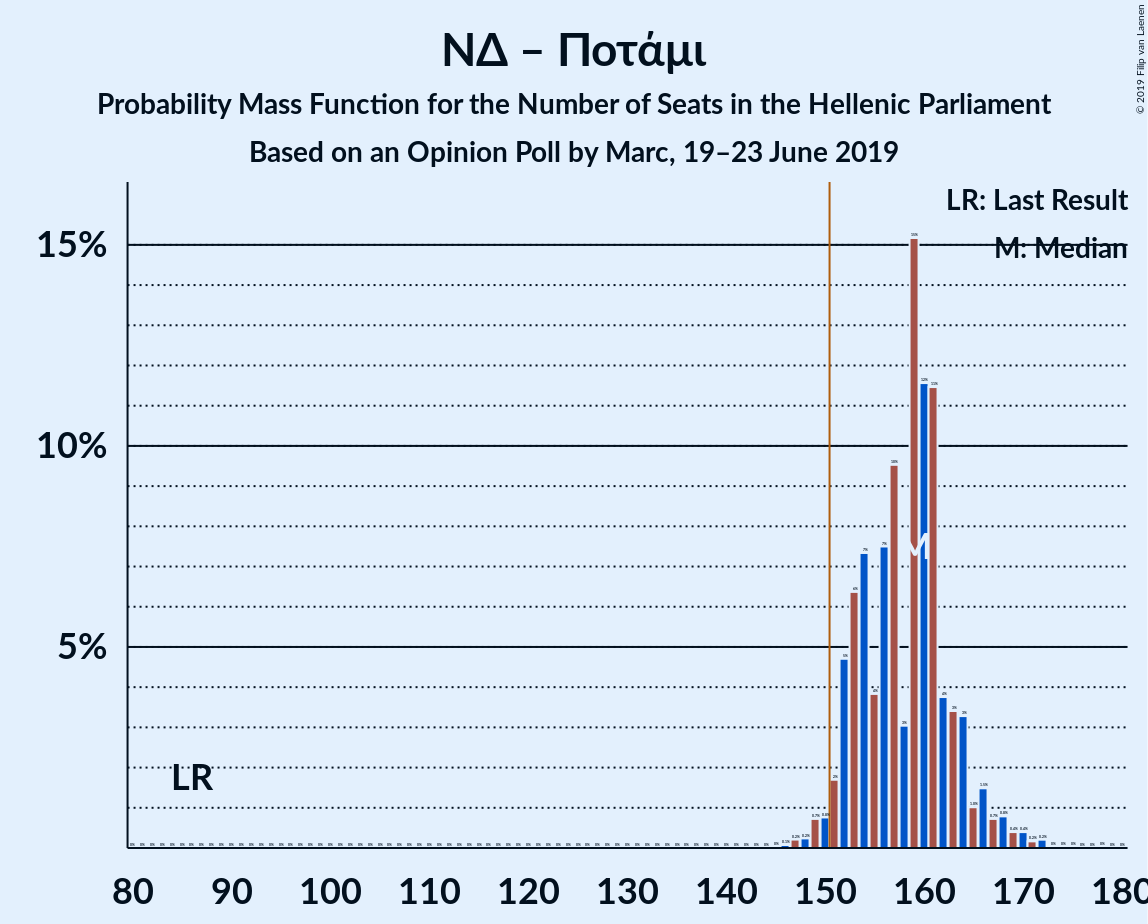 © 2019 Filip van Laenen
ΝΔ – Ποτάμι
Probability Mass Function for the Number of Seats in the Hellenic Parliament
Based on an Opinion Poll by Marc, 19–23 June 2019
LR: Last Result
M: Median
15%
10%
5%
LR
M
80 90 100 110 120 130 140 150 160 170 180